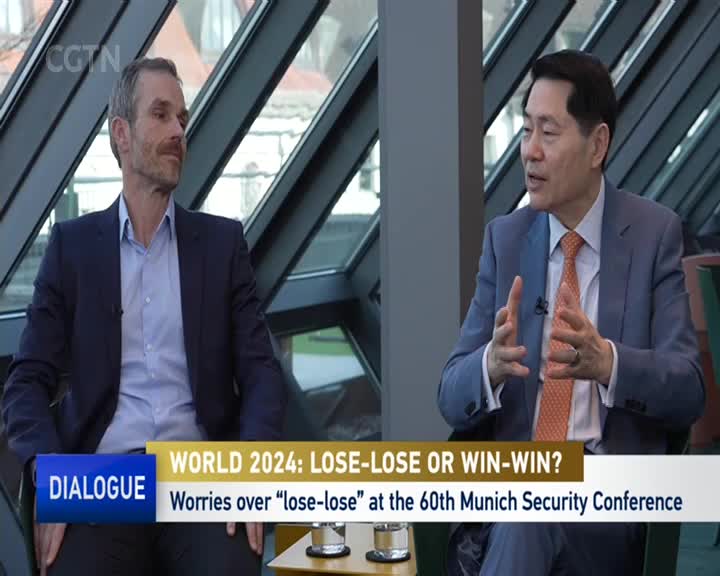 CGTN
WORLD 2024: LOSE-LOSE OR WIN-WIN?
DIALOGUE
Worries over “lose-lose” at the 60th Munich Security Conference